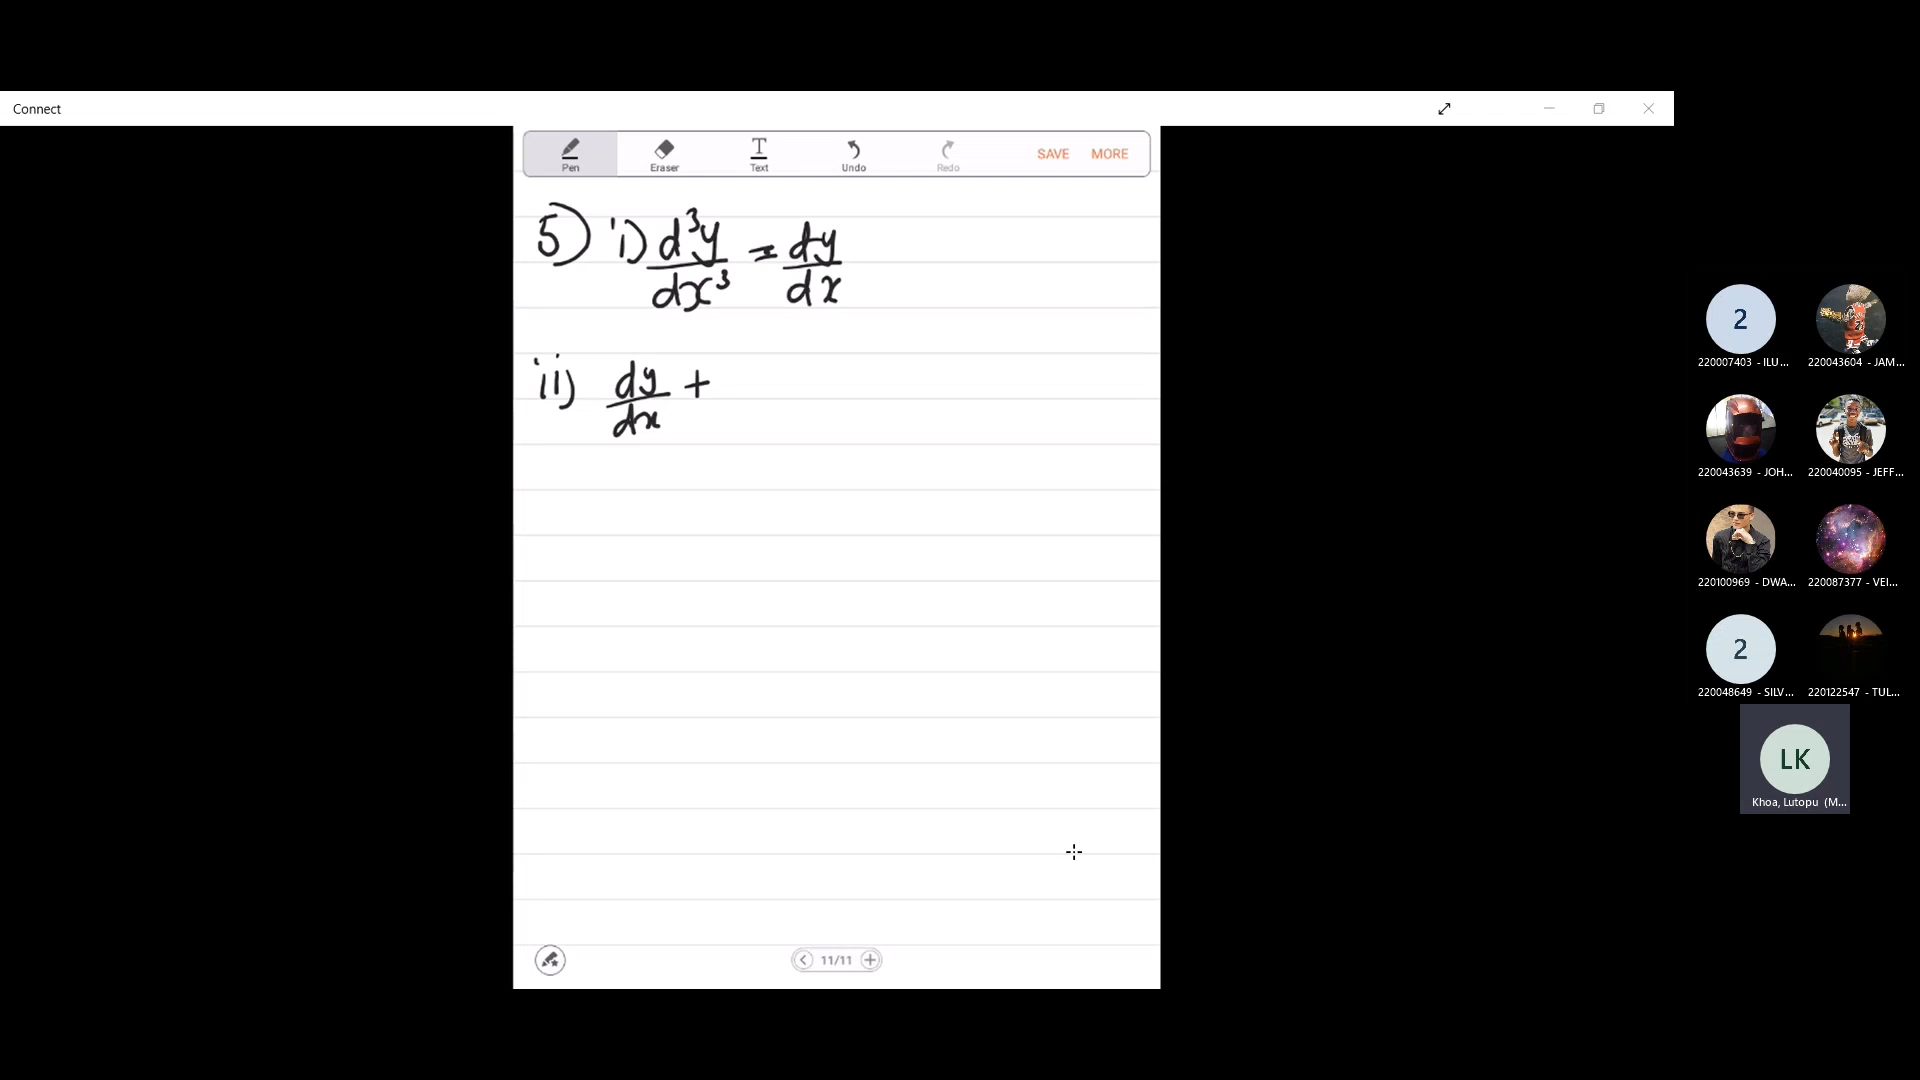 Connect
Pen
Eraser
Text
Undo
Redo
SAVE
MORE
5) i) d³y/dx³ = dy/dx
ii) dy/dx +
11/11
2
220007403 - ILU...
220043604 - JAM...
220043639 - JOH...
220040095 - JEFF...
220100969 - DWA...
220087377 - VEI...
2
220048649 - SILV...
220122547 - TUL...
LK
Khoa, Lutopu (M...